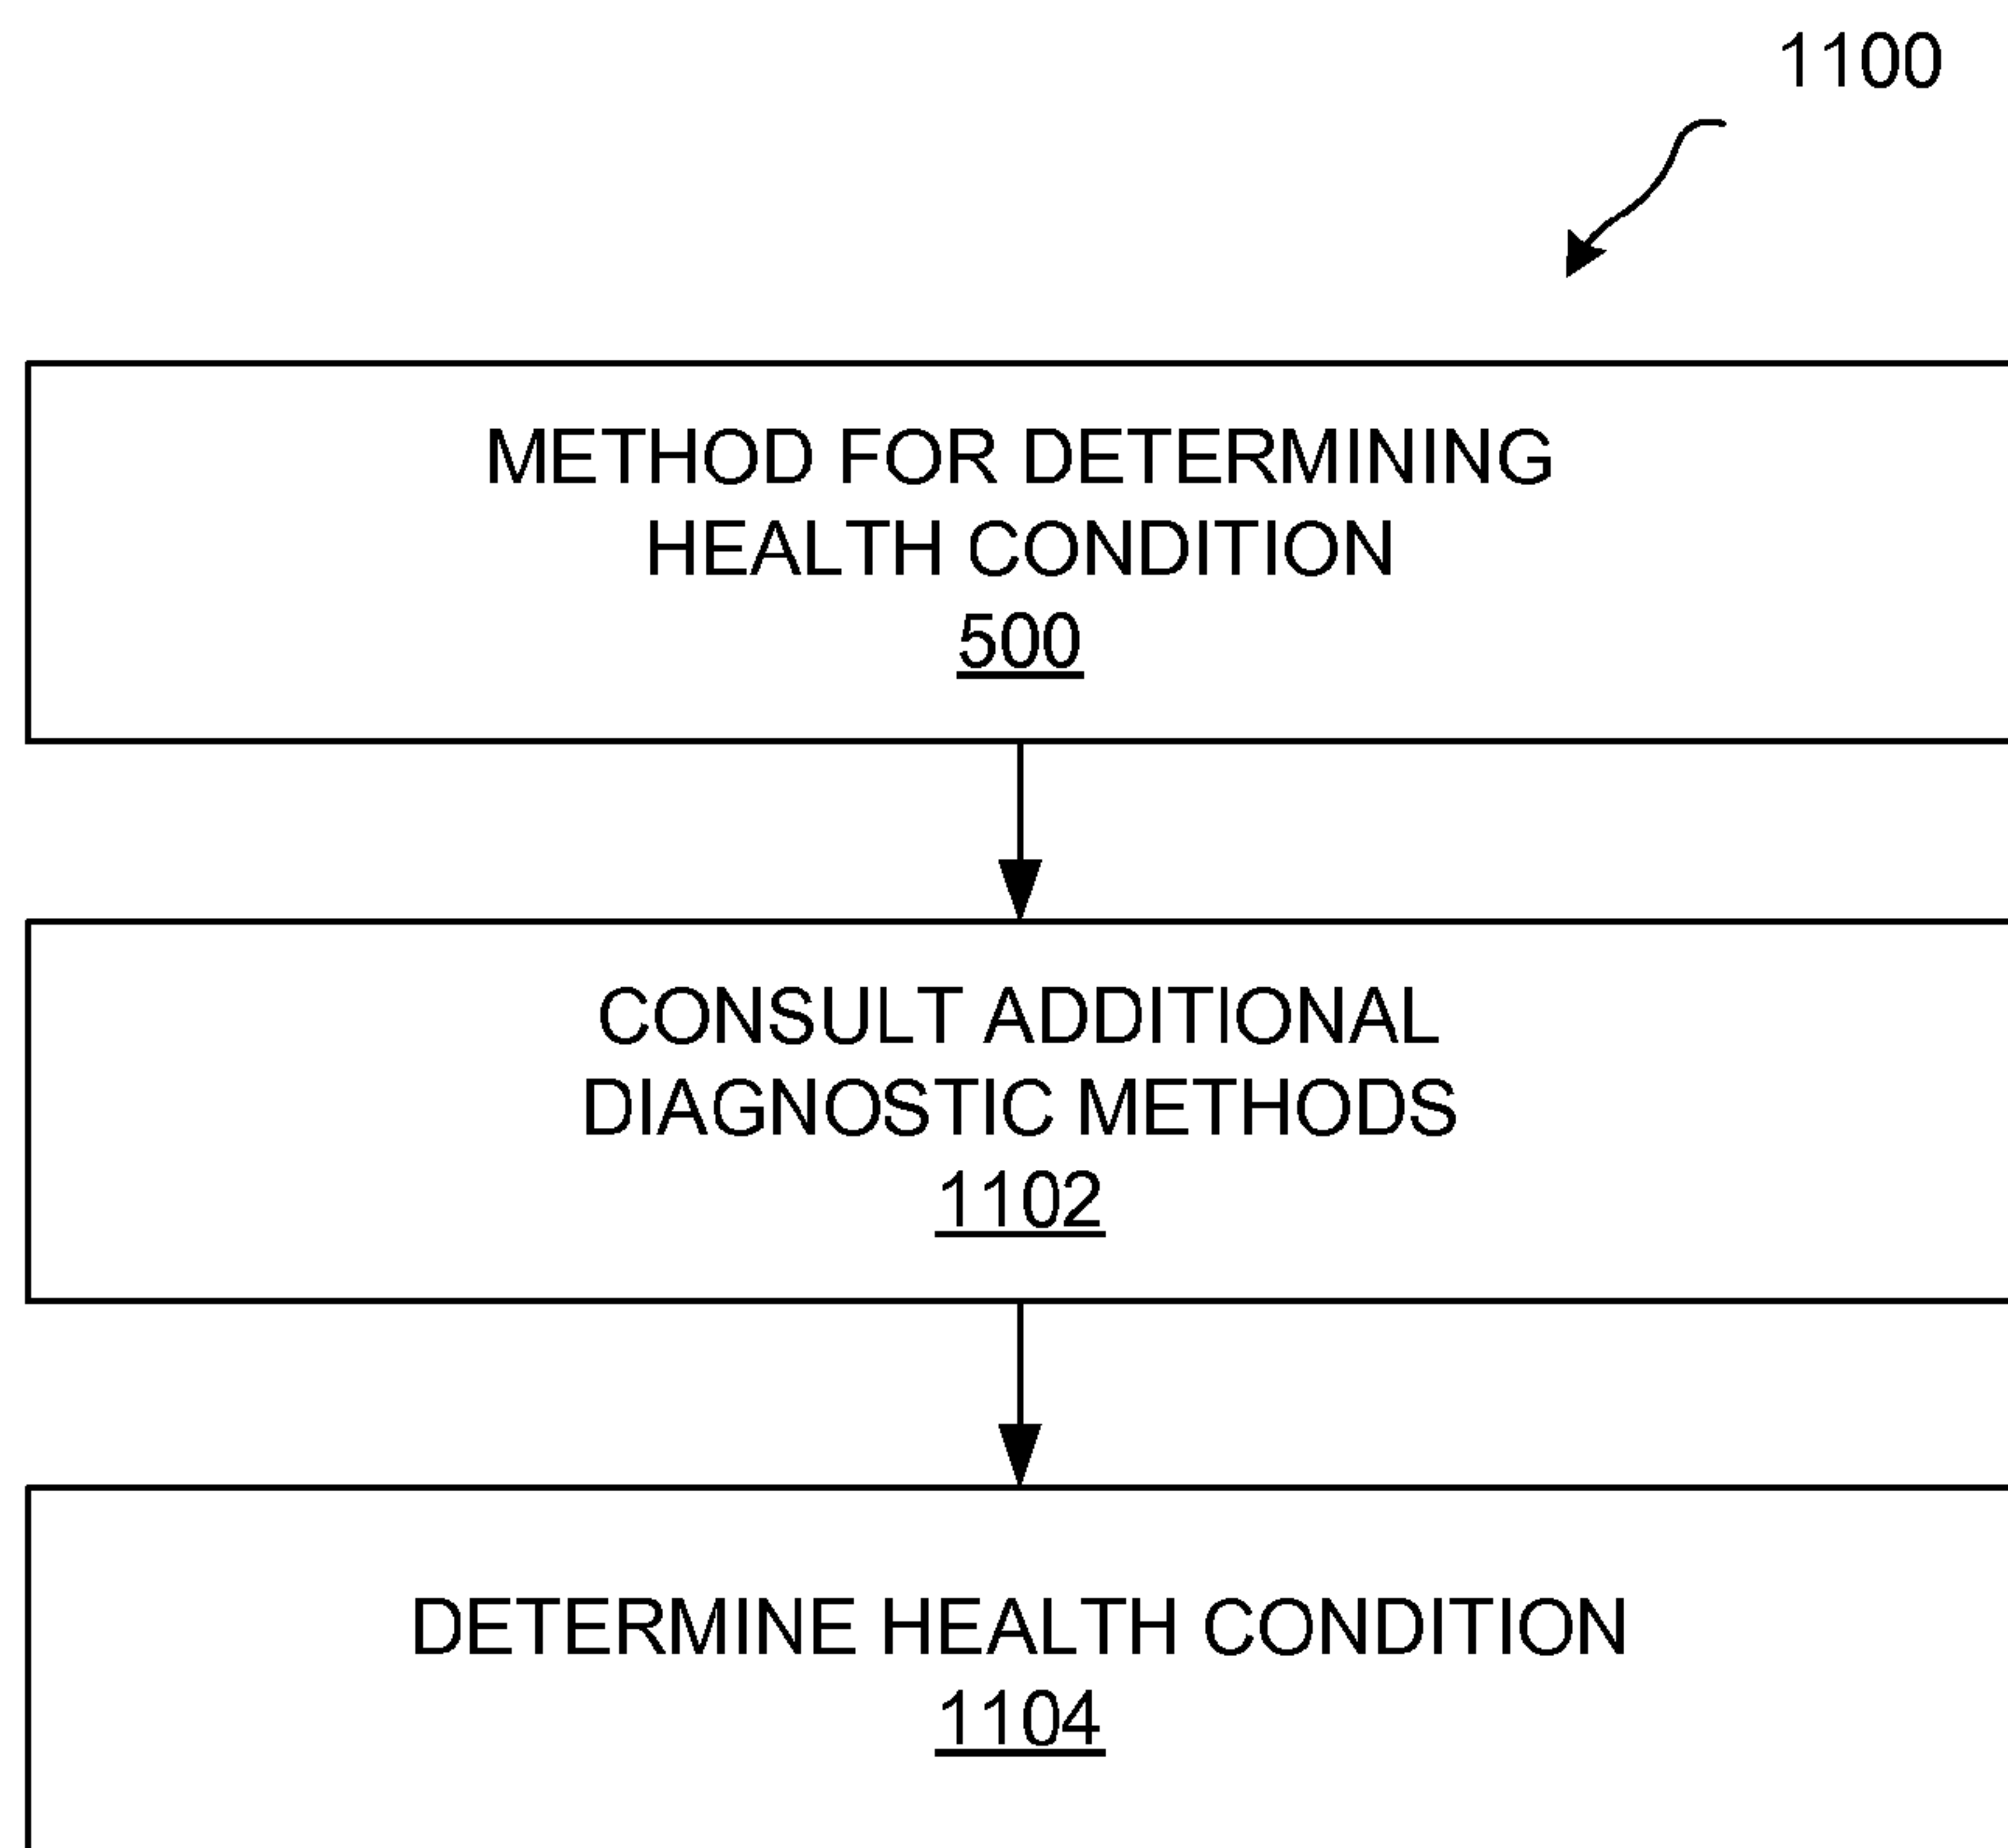 1100
METHOD FOR DETERMINING
HEALTH CONDITION
500
CONSULT ADDITIONAL
DIAGNOSTIC METHODS
1102
DETERMINE HEALTH CONDITION
1104